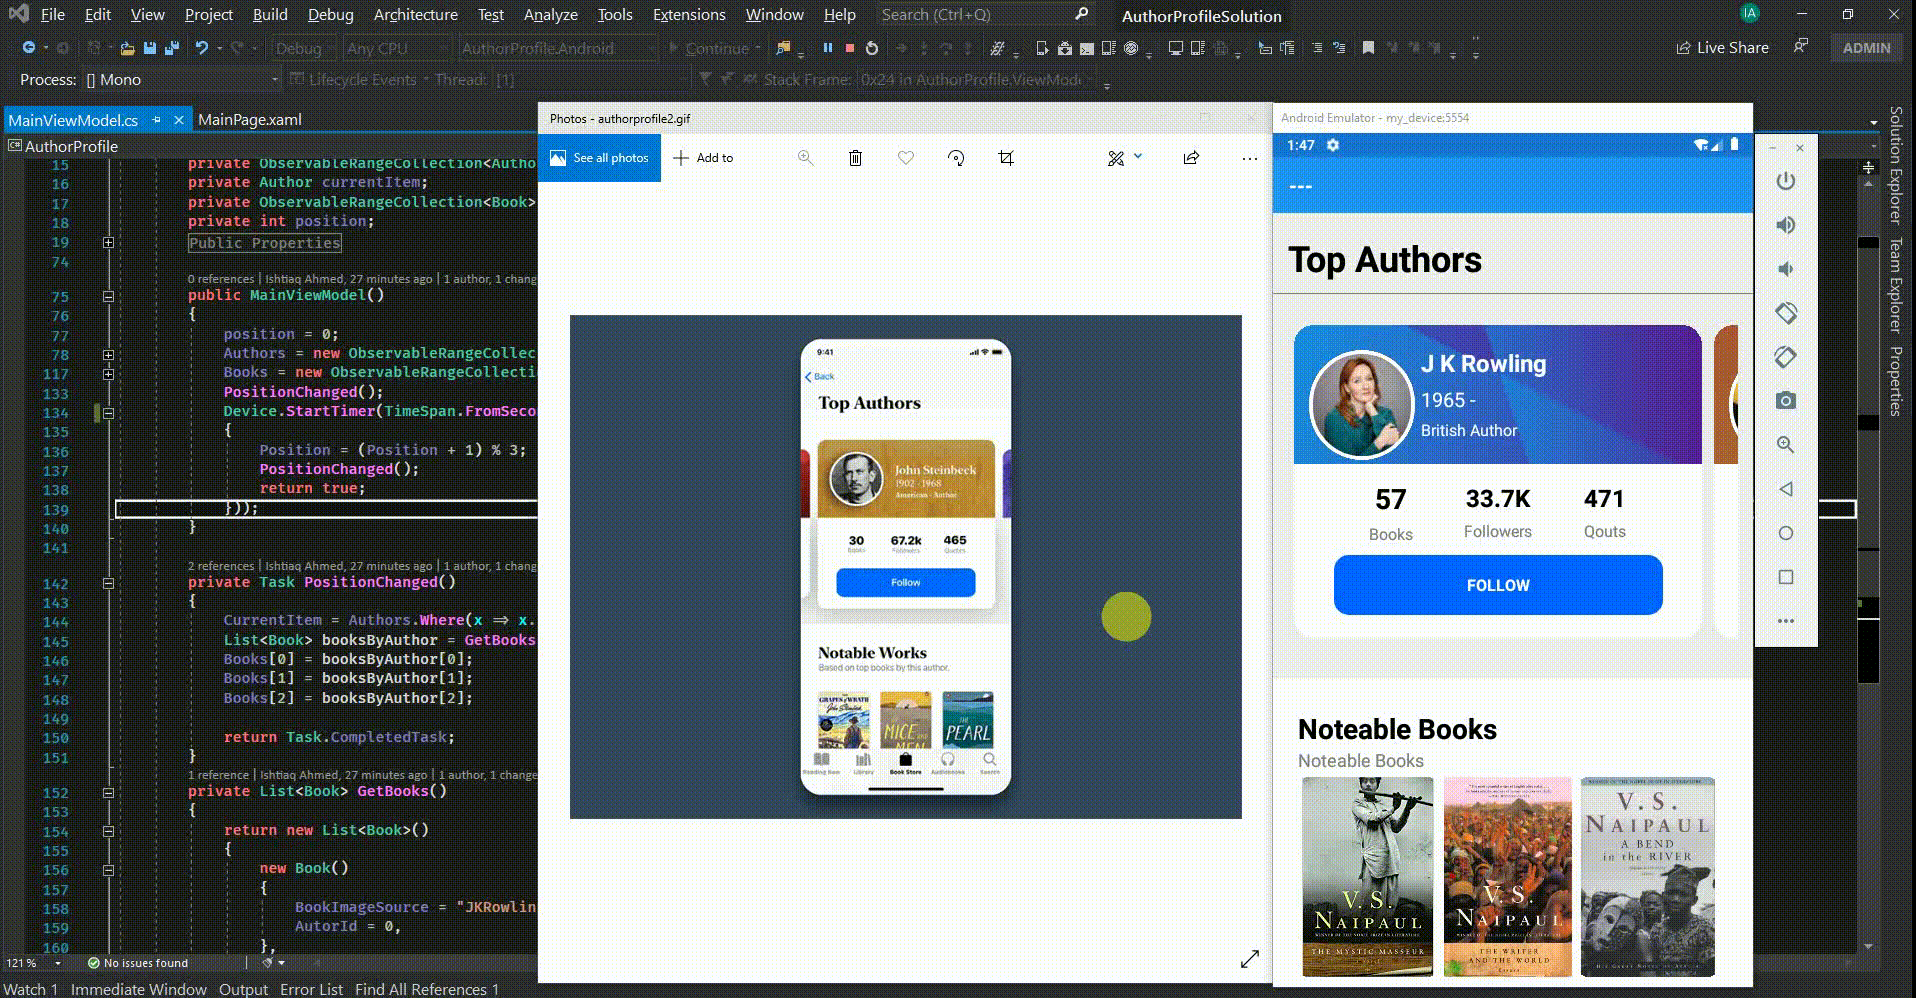 File Edit View Project Build Debug Architecture Test Analyze Tools Extensions Window Help Search (Ctrl+Q) AuthorProfileSolution IA
Debug Any CPU AuthorProfile.Android Continue Live Share ADMIN
Process: [] Mono Lifecycle Events Thread: [1] Stack Frame: 0x24 in AuthorProfile.ViewMod
MainViewModel.cs MainPage.xaml
AuthorProfile
15 private ObservableRangeCollection<Autho
16 private Author currentItem;
17 private ObservableRangeCollection<Book>
18 private int position;
19 Public Properties
74
0 references | Ishtiaq Ahmed, 27 minutes ago | 1 author, 1 chang
75 public MainViewModel()
76 {
77 position = 0;
78 Authors = new ObservableRangeCollec
117 Books = new ObservableRangeCollecti
133 PositionChanged();
134 Device.StartTimer(TimeSpan.FromSeco
135 {
136 Position = (Position + 1) % 3;
137 PositionChanged();
138 return true;
139 }));
140 }
141
2 references | Ishtiaq Ahmed, 27 minutes ago | 1 author, 1 chang
142 private Task PositionChanged()
143 {
144 CurrentItem = Authors.Where(x => x.
145 List<Book> booksByAuthor = GetBooks
146 Books[0] = booksByAuthor[0];
147 Books[1] = booksByAuthor[1];
148 Books[2] = booksByAuthor[2];
149
150 return Task.CompletedTask;
151 }
1 reference | Ishtiaq Ahmed, 27 minutes ago | 1 author, 1 change
152 private List<Book> GetBooks()
153 {
154 return new List<Book>()
155 {
156 new Book()
157 {
158 BookImageSource = "JKRowlin
159 AutorId = 0,
160 },
121 % No issues found
Watch 1 Immediate Window Output Error List Find All References 1
Photos - authorprofile2.gif
See all photos Add to
9:41
Back
Top Authors
John Steinbeck
1902 - 1968
American - Author
30 67.2k 465
Books Followers Quotes
Follow
Notable Works
Based on top books by this author.
GRAPES of WRATH
John Steinbeck
MICE AND MEN
THE PEARL
Reading Now Library Book Store Audiobooks Search
Android Emulator - my_device:5554
1:47
---
Top Authors
J K Rowling
1965 -
British Author
57 33.7K 471
Books Followers Qouts
FOLLOW
Noteable Books
Noteable Books
V. S.
NAIPAUL
THE MYSTIC MASSEUR
V. S.
NAIPAUL
THE WRITER
AND THE WORLD
Essays
V. S.
NAIPAUL
A BEND
in the RIVER
Solution Explorer
Team Explorer
Properties